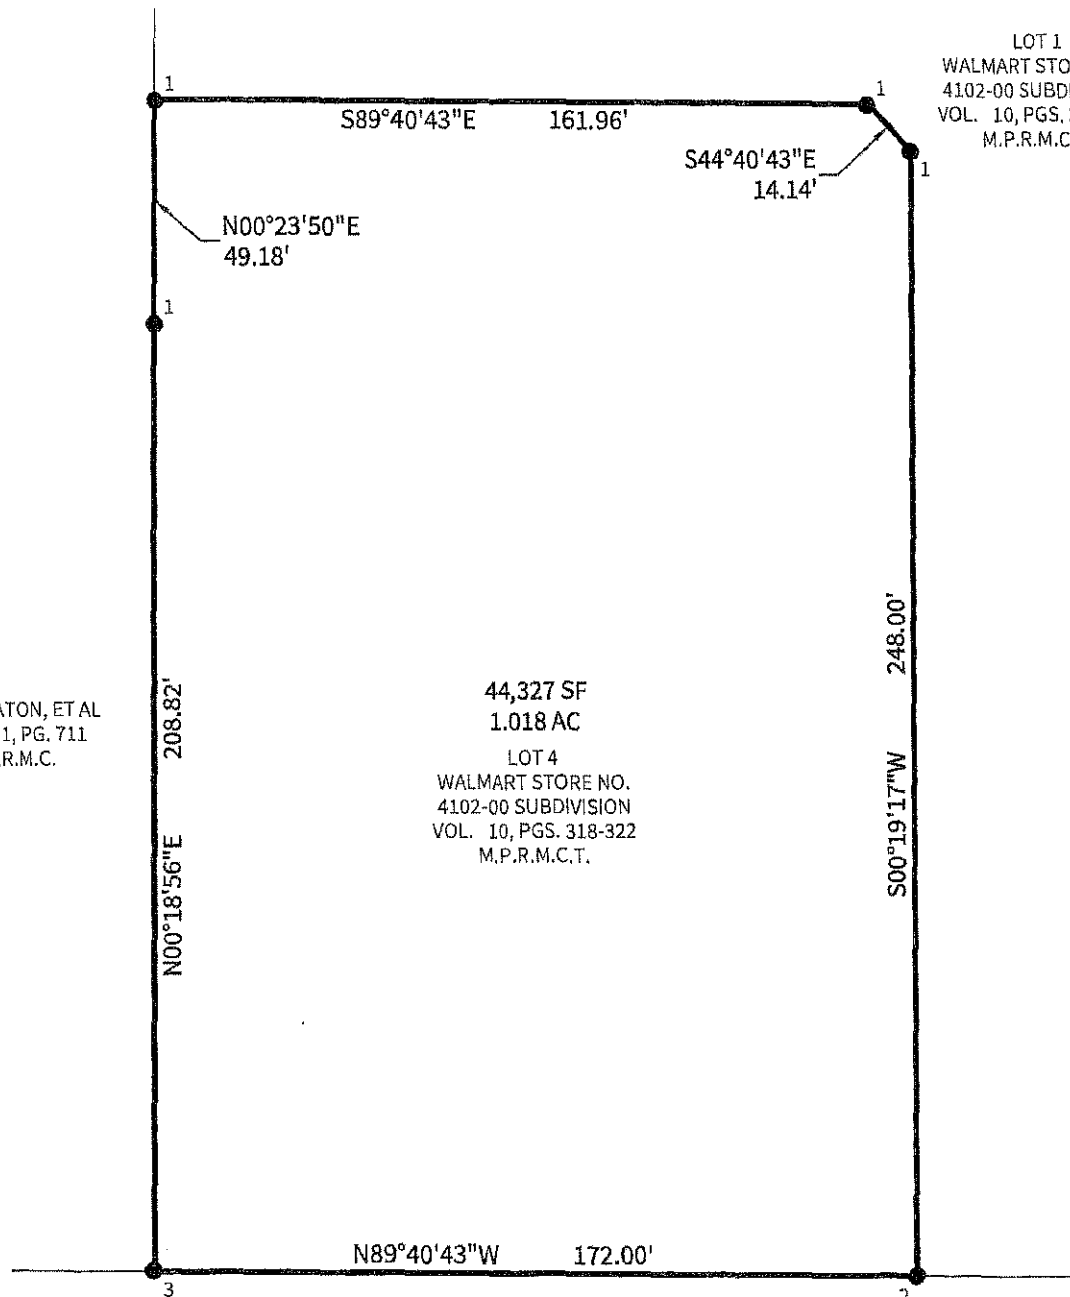 LOT 1
WALMART STO
4102-00 SUBD
VOL. 10, PGS.
M.P.R.M.C
1
1
S89°40'43"E 161.96'
S44°40'43"E
14.14'
1
N00°23'50"E
49.18'
1
N00°18'56"E 208.82'
ATON, ET AL
1, PG. 711
.R.M.C.
44,327 SF
1.018 AC
LOT 4
WALMART STORE NO.
4102-00 SUBDIVISION
VOL. 10, PGS. 318-322
M.P.R.M.C.T.
S00°19'17"W 248.00'
N89°40'43"W 172.00'
3